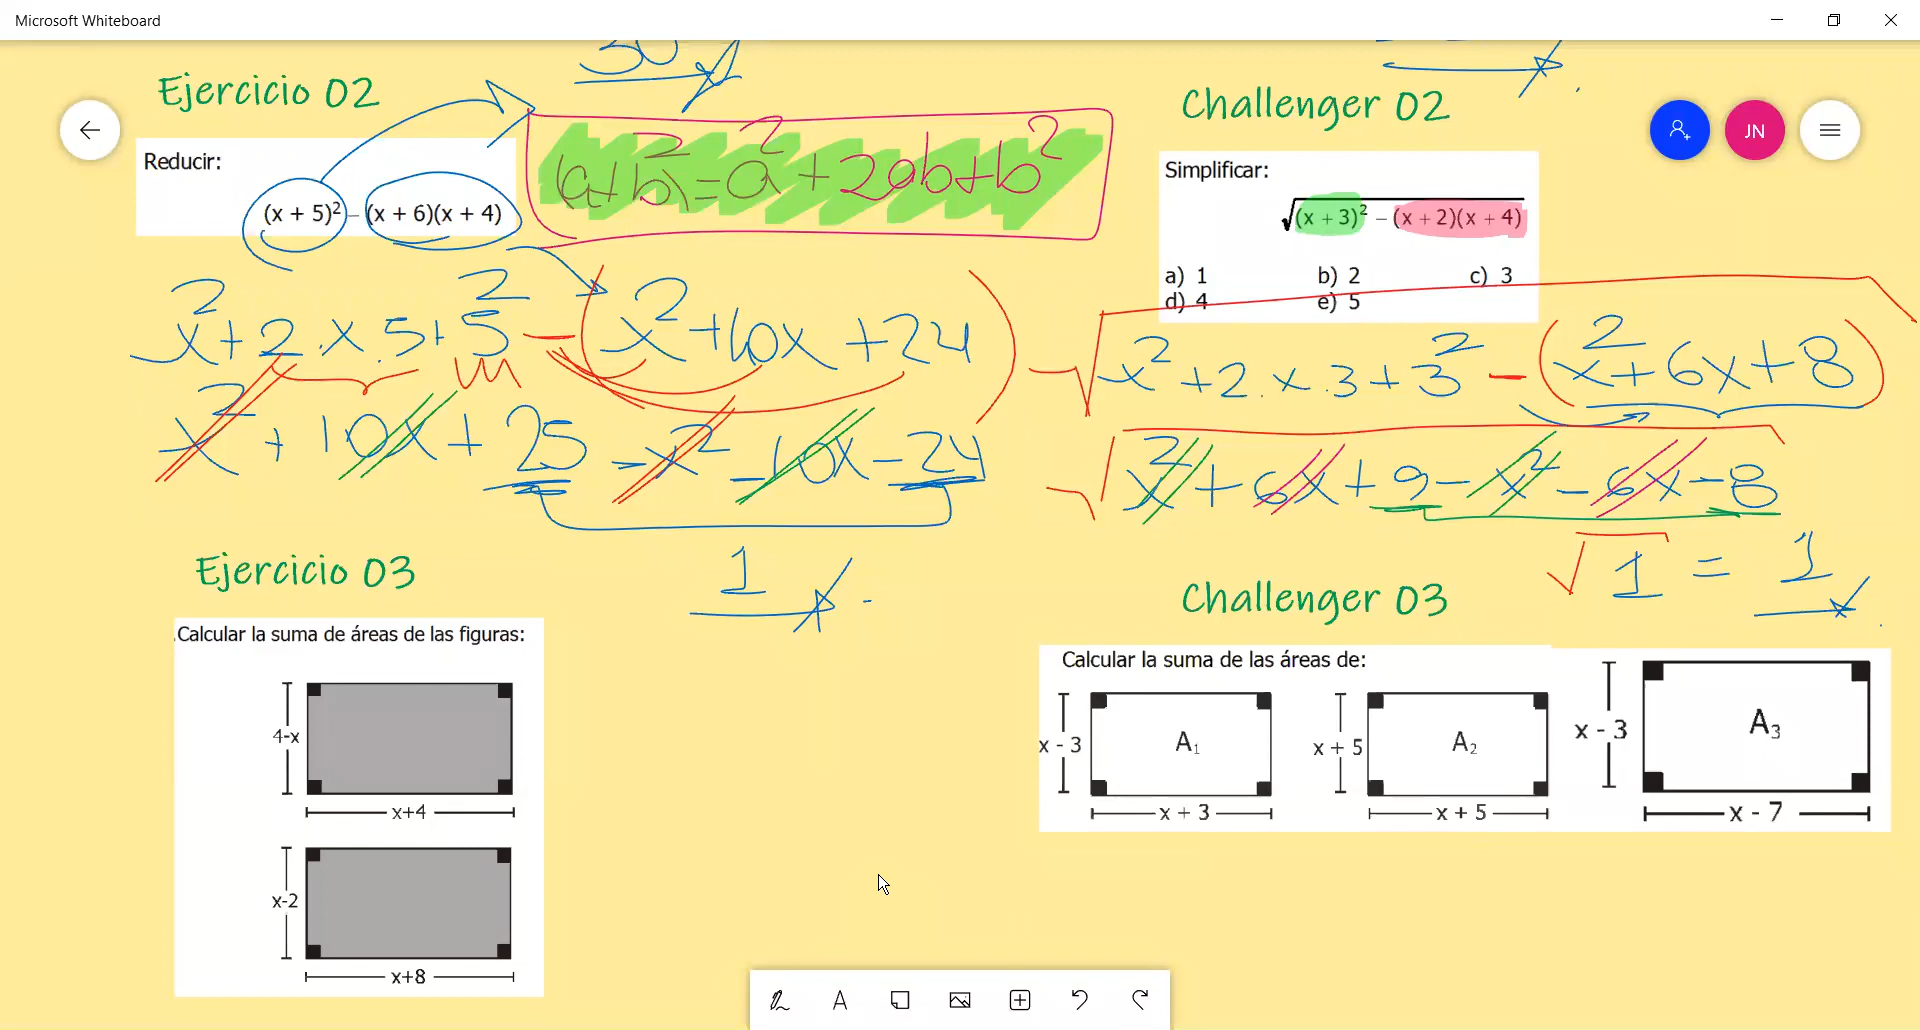 Microsoft Whiteboard
30
Ejercicio 02
Reducir:
(x + 5)² – (x + 6)(x + 4)
(a+b)² = a² + 2ab + b²
x² + 2 . x . 5 + 5² – (x² + 10x + 24)
x² + 10x + 25 – x² – 10x – 24
1
Challenger 02
JN
Simplificar:
√(x + 3)² – (x + 2)(x + 4)
a) 1 b) 2 c) 3
d) 4 e) 5
√x² + 2 . x . 3 + 3² – (x² + 6x + 8)
√x² + 6x + 9 – x² – 6x – 8
√1 = 1
Ejercicio 03
.Calcular la suma de áreas de las figuras:
4-x
x+4
x-2
x+8
Challenger 03
Calcular la suma de las áreas de:
x - 3 A₁ x + 5 A₂ x - 3 A₃
x + 3 x + 5 x - 7